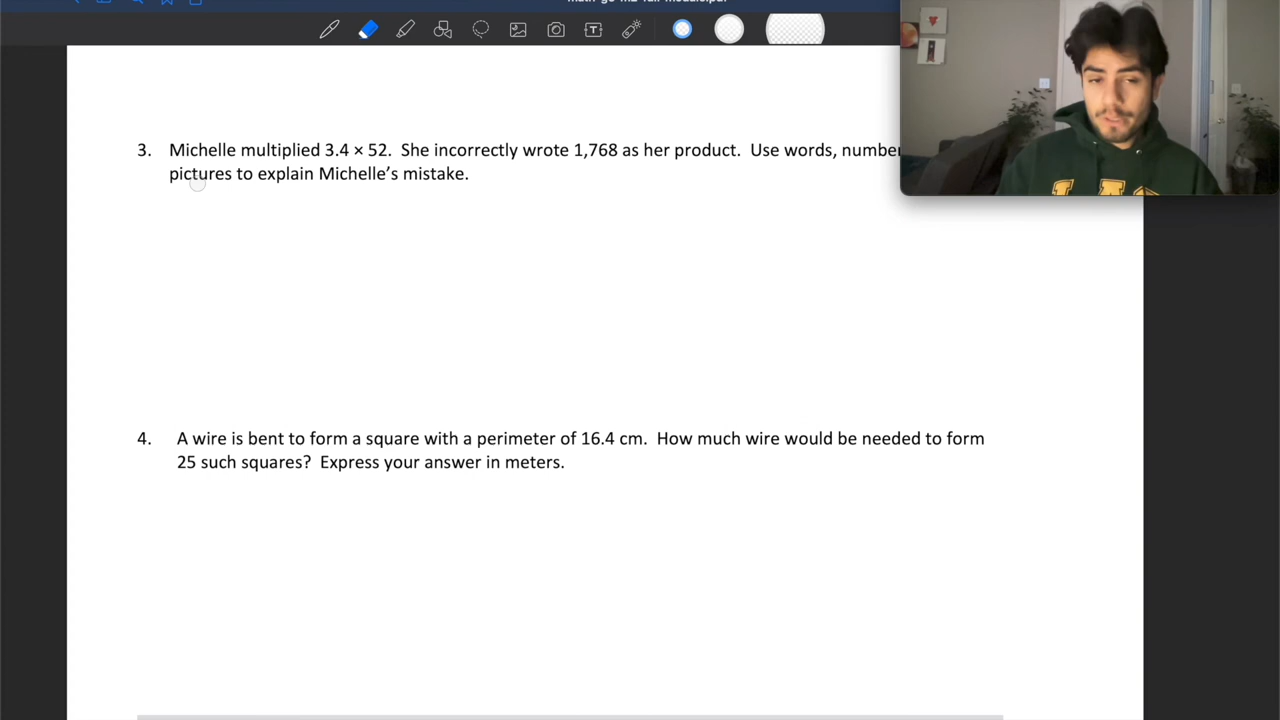 3. Michelle multiplied 3.4 × 52. She incorrectly wrote 1,768 as her product. Use words,
pictures to explain Michelle's mistake.
4. A wire is bent to form a square with a perimeter of 16.4 cm. How much wire would be needed to form
25 such squares? Express your answer in meters.